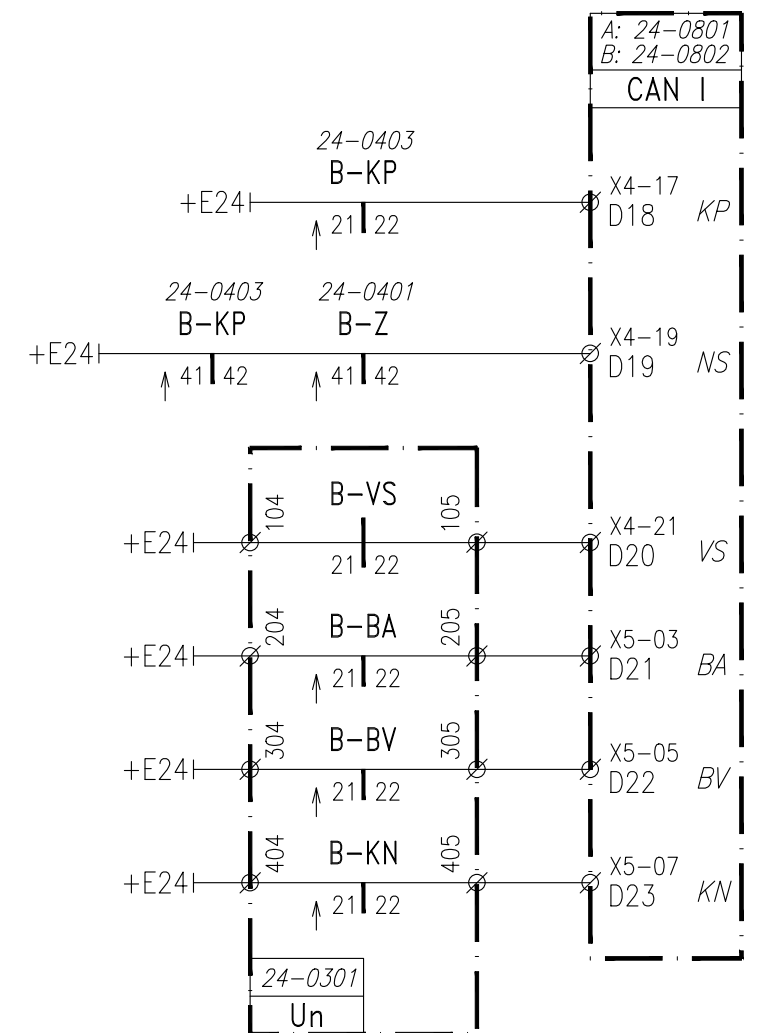 A: 24-0801
B: 24-0802
CAN I
24-0403
B-KP
+E24
21 22
X4-17
D18
KP
24-0403
B-KP
24-0401
B-Z
+E24
41 42
41 42
X4-19
D19
NS
B-VS
+E24
104
21 22
105
X4-21
D20
VS
B-BA
+E24
204
21 22
205
X5-03
D21
BA
B-BV
+E24
304
21 22
305
X5-05
D22
BV
B-KN
+E24
404
21 22
405
X5-07
D23
KN
24-0301
Un